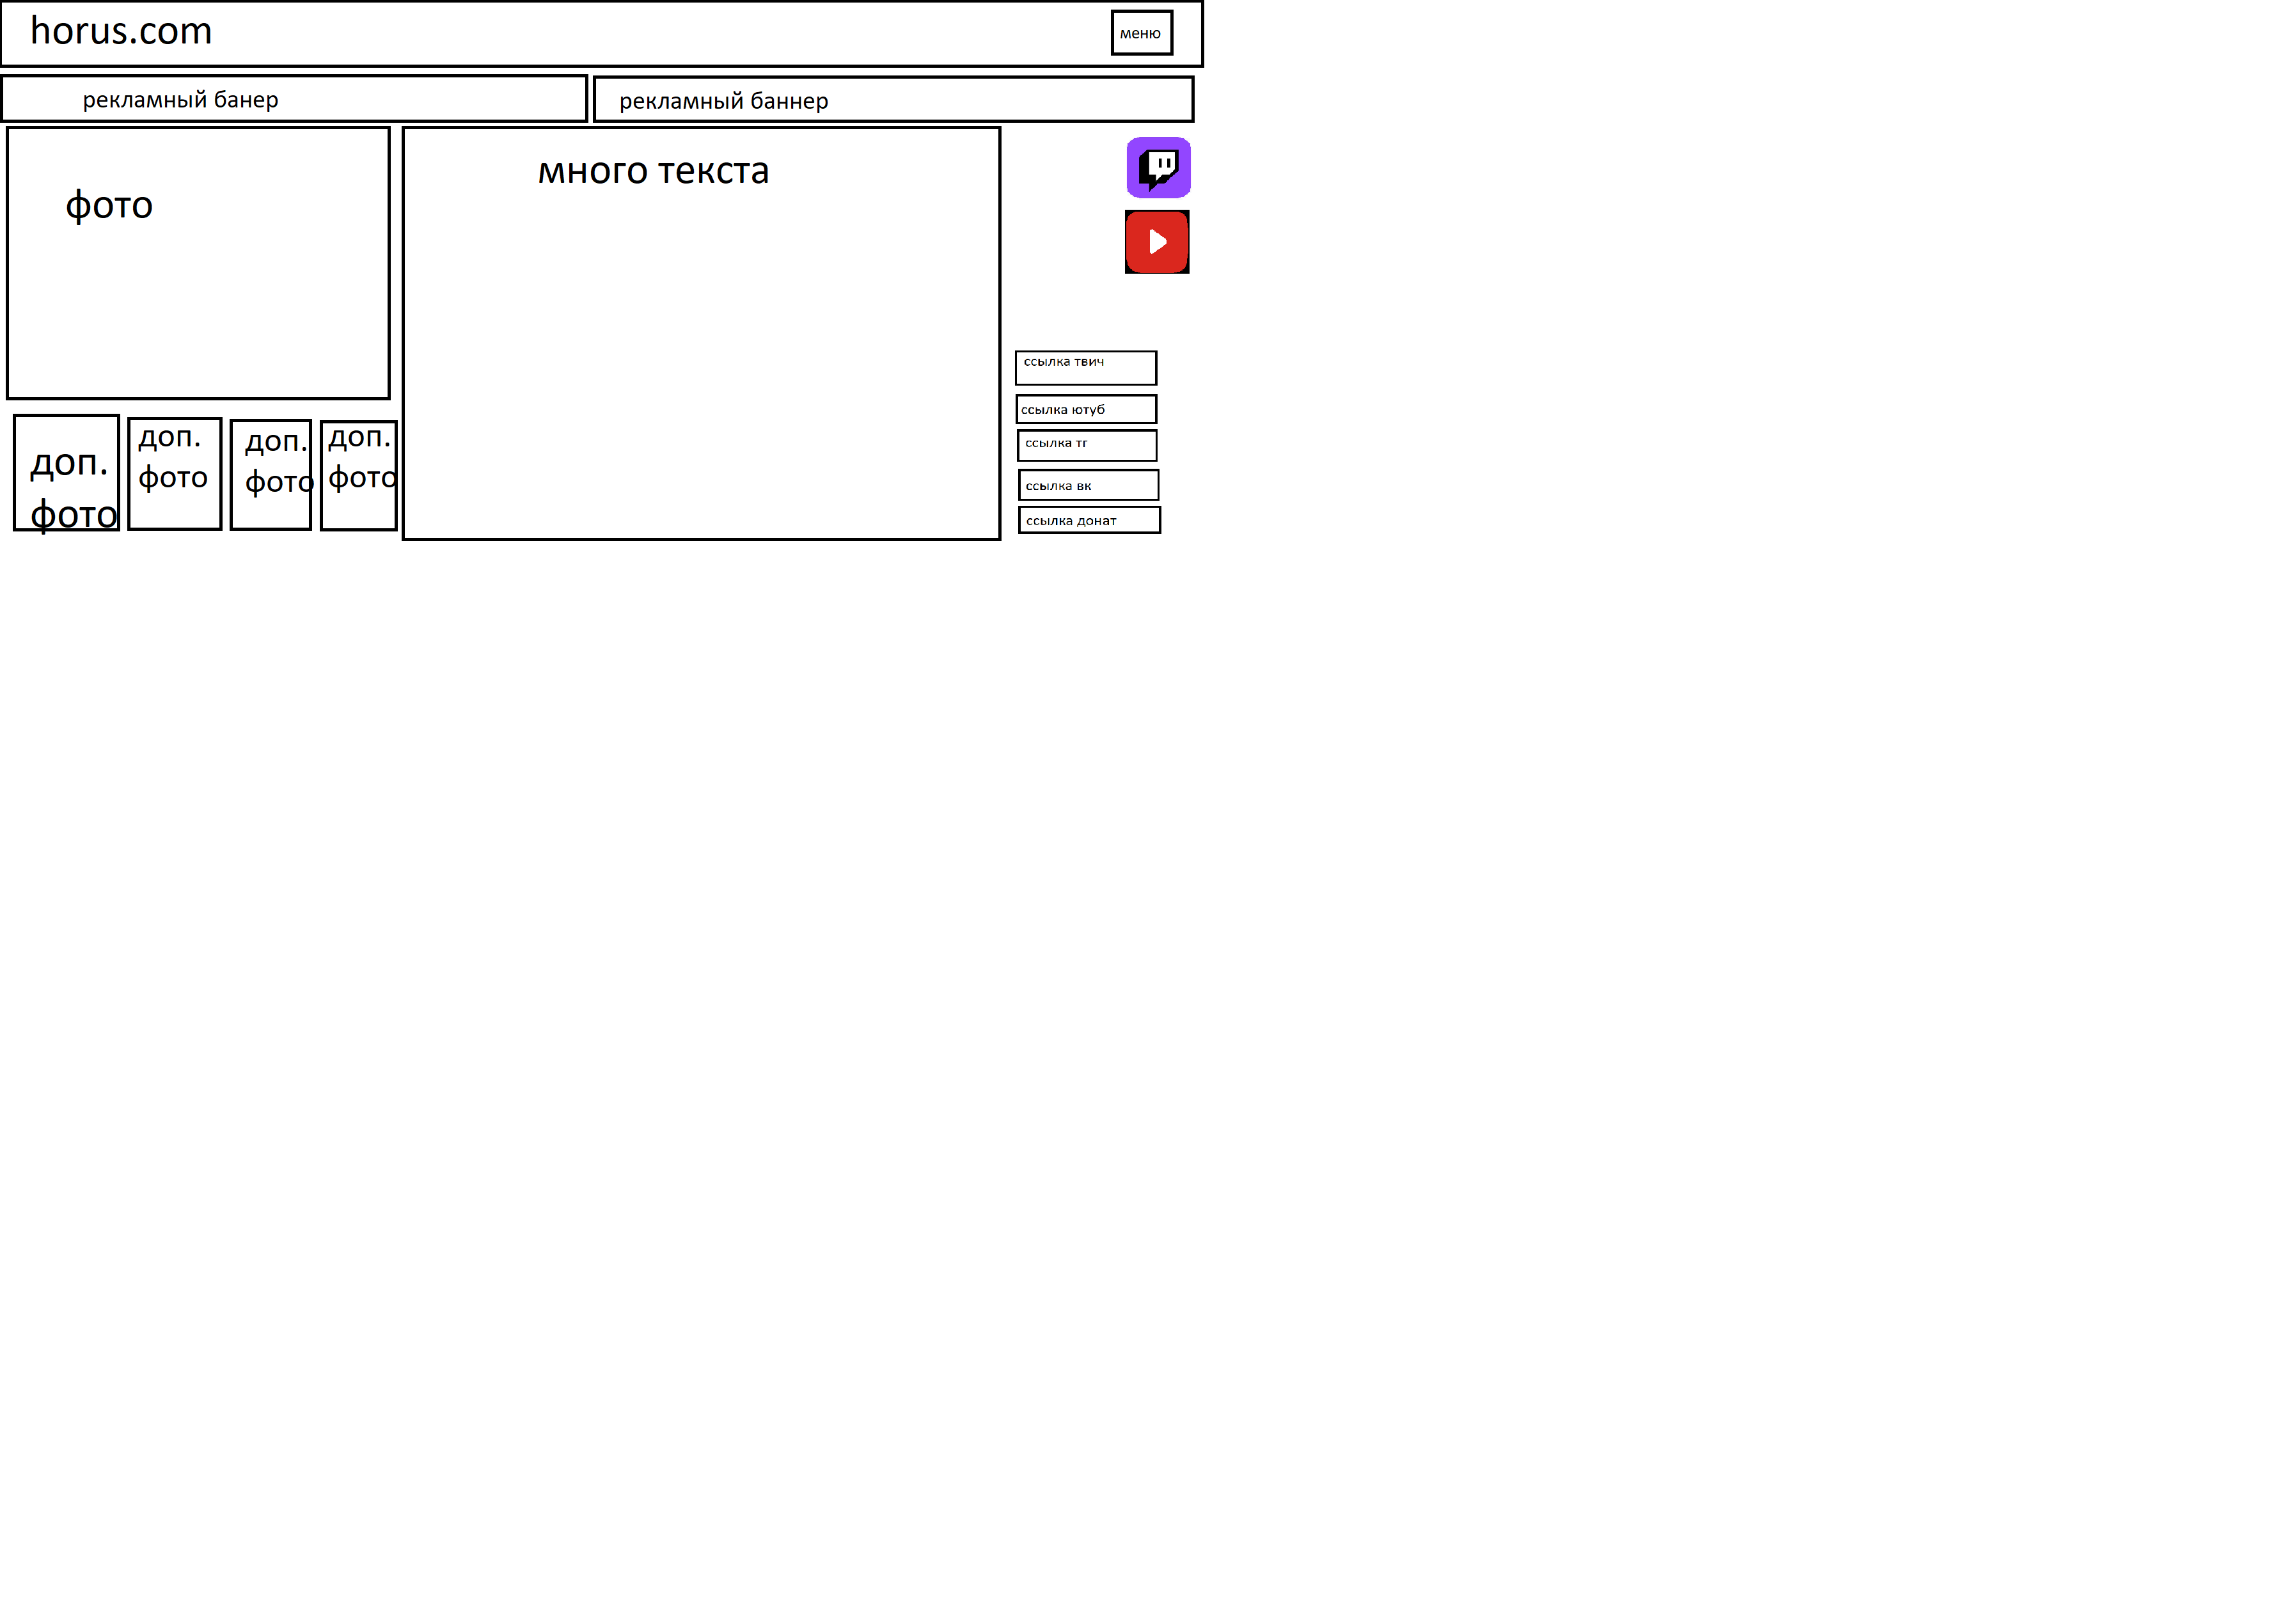 horus.com
меню
рекламный банер
рекламный баннер
фото
много текста
ссылка твич
ссылка ютуб
ссылка тг
ссылка вк
ссылка донат
доп.
фото
доп.
фото
доп.
фото
доп.
фото